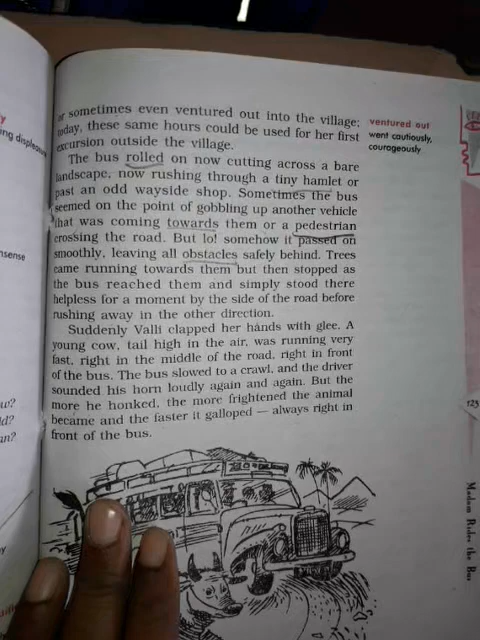 or sometimes even ventured out into the village;
today, these same hours could be used for her first
excursion outside the village.
The bus rolled on now cutting across a bare
landscape, now rushing through a tiny hamlet or
past an odd wayside shop. Sometimes the bus
seemed on the point of gobbling up another vehicle
that was coming towards them or a pedestrian
crossing the road. But lo! somehow it passed on
smoothly, leaving all obstacles safely behind. Trees
came running towards them but then stopped as
the bus reached them and simply stood there
helpless for a moment by the side of the road before
rushing away in the other direction.
Suddenly Valli clapped her hands with glee. A
young cow, tail high in the air, was running very
fast, right in the middle of the road, right in front
of the bus. The bus slowed to a crawl, and the driver
sounded his horn loudly again and again. But the
more he honked, the more frightened the animal
became and the faster it galloped — always right in
front of the bus.
ventured out
went cautiously,
courageously
123
Madam Rides the Bus